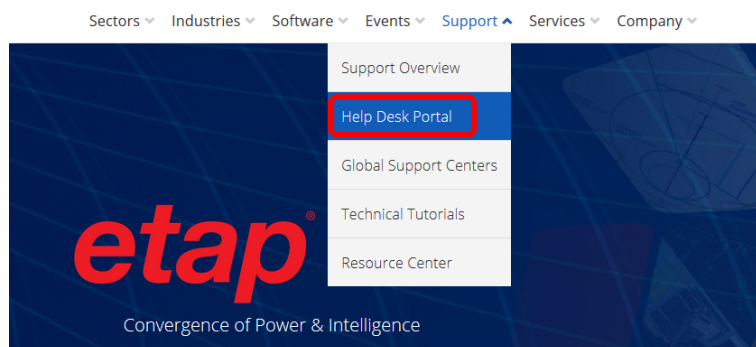 Sectors Industries Software Events Support Services Company
Support Overview
Help Desk Portal
Global Support Centers
Technical Tutorials
Resource Center
etap®
Convergence of Power & Intelligence